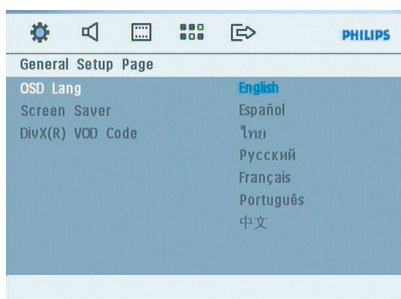 PHILIPS
General Setup Page
OSD Lang
English
Screen Saver
Español
DivX(R) VOD Code
ไทย
Русский
Français
Português
中文